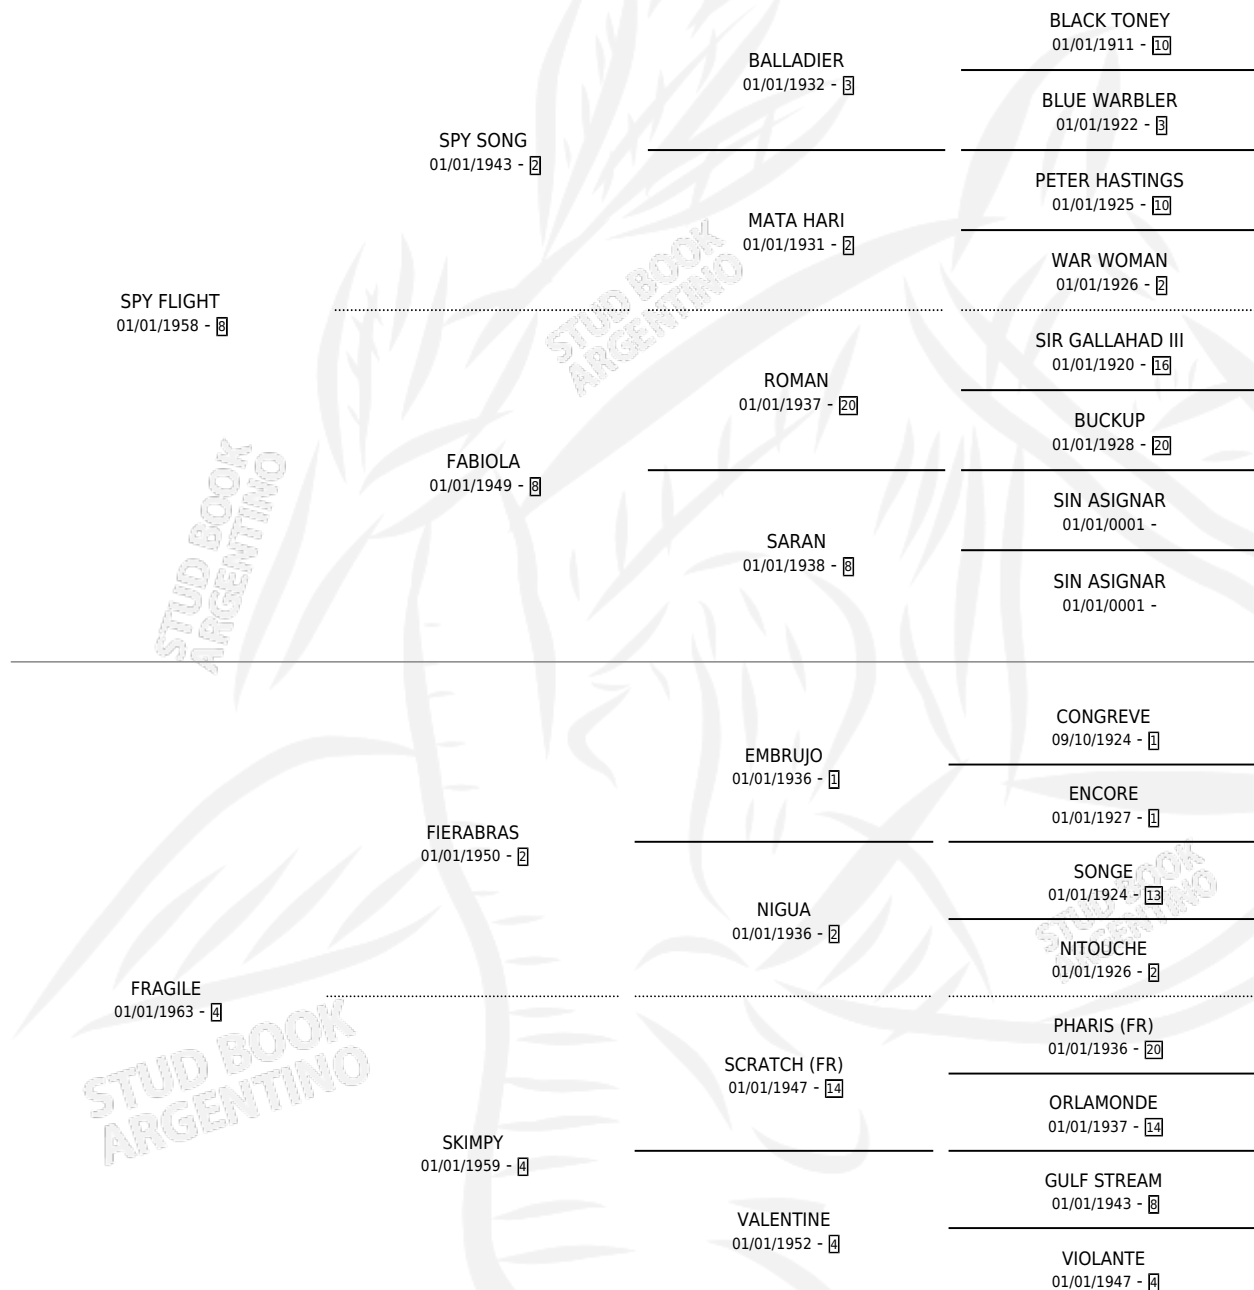 BLACK TONEY
01/01/1911 - 10
BALLADIER
01/01/1932 - 3
BLUE WARBLER
01/01/1922 - 3
SPY SONG
01/01/1943 - 2
PETER HASTINGS
01/01/1925 - 10
MATA HARI
01/01/1931 - 2
WAR WOMAN
01/01/1926 - 2
SPY FLIGHT
01/01/1958 - 8
SIR GALLAHAD III
01/01/1920 - 16
ROMAN
01/01/1937 - 20
BUCKUP
01/01/1928 - 20
FABIOLA
01/01/1949 - 8
SIN ASIGNAR
01/01/0001 -
SARAN
01/01/1938 - 8
SIN ASIGNAR
01/01/0001 -
CONGREVE
09/10/1924 - 1
EMBRUJO
01/01/1936 - 1
ENCORE
01/01/1927 - 1
FIERABRAS
01/01/1950 - 2
SONGE
01/01/1924 - 13
NIGUA
01/01/1936 - 2
NITOUCHE
01/01/1926 - 2
FRAGILE
01/01/1963 - 4
PHARIS (FR)
01/01/1936 - 20
SCRATCH (FR)
01/01/1947 - 14
ORLAMONDE
01/01/1937 - 14
SKIMPY
01/01/1959 - 4
GULF STREAM
01/01/1943 - 8
VALENTINE
01/01/1952 - 4
VIOLANTE
01/01/1947 - 4
STUD BOOK
ARGENTINO
STUD BOOK
ARGENTINO
STUD BOOK
ARGENTINO
STUD BOOK
ARGENTINO